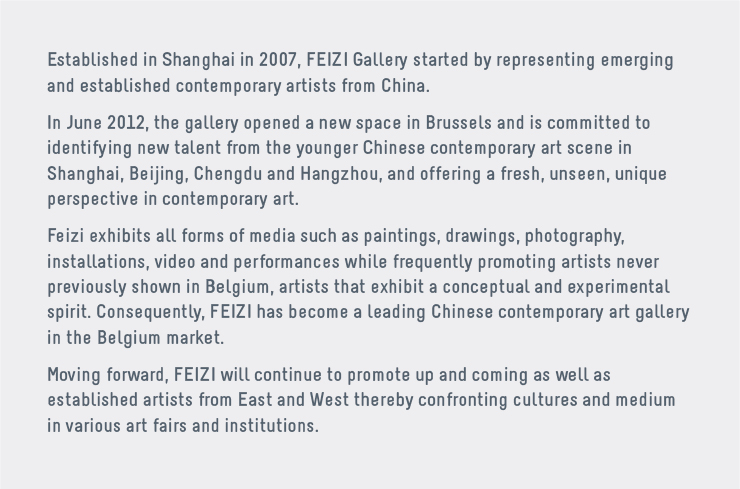 Established in Shanghai in 2007, FEIZI Gallery started by representing emerging
and established contemporary artists from China.
In June 2012, the gallery opened a new space in Brussels and is committed to
identifying new talent from the younger Chinese contemporary art scene in
Shanghai, Beijing, Chengdu and Hangzhou, and offering a fresh, unseen, unique
perspective in contemporary art.
Feizi exhibits all forms of media such as paintings, drawings, photography,
installations, video and performances while frequently promoting artists never
previously shown in Belgium, artists that exhibit a conceptual and experimental
spirit. Consequently, FEIZI has become a leading Chinese contemporary art gallery
in the Belgium market.
Moving forward, FEIZI will continue to promote up and coming as well as
established artists from East and West thereby confronting cultures and medium
in various art fairs and institutions.